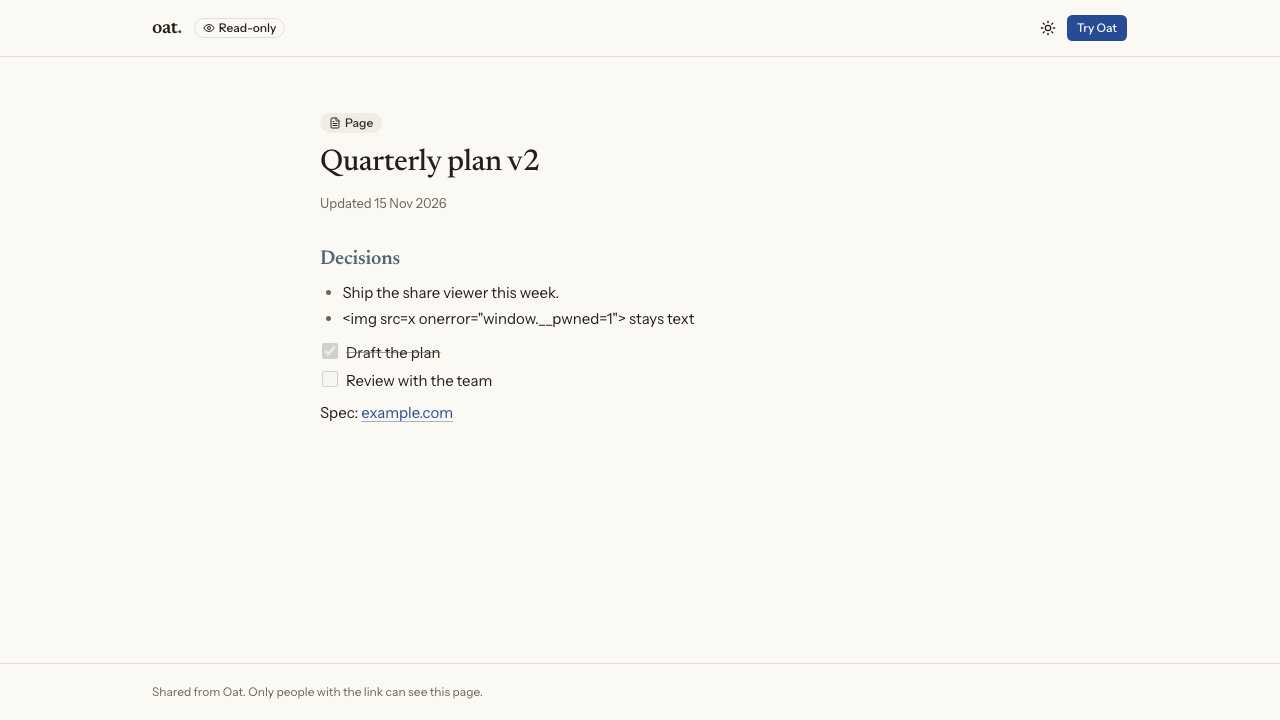 oat.
Read-only
Try Oat
Page
Quarterly plan v2
Updated 15 Nov 2026
Decisions
Ship the share viewer this week.
<img src=x onerror="window.__pwned=1"> stays text
Draft the plan
Review with the team
Spec: example.com
Shared from Oat. Only people with the link can see this page.